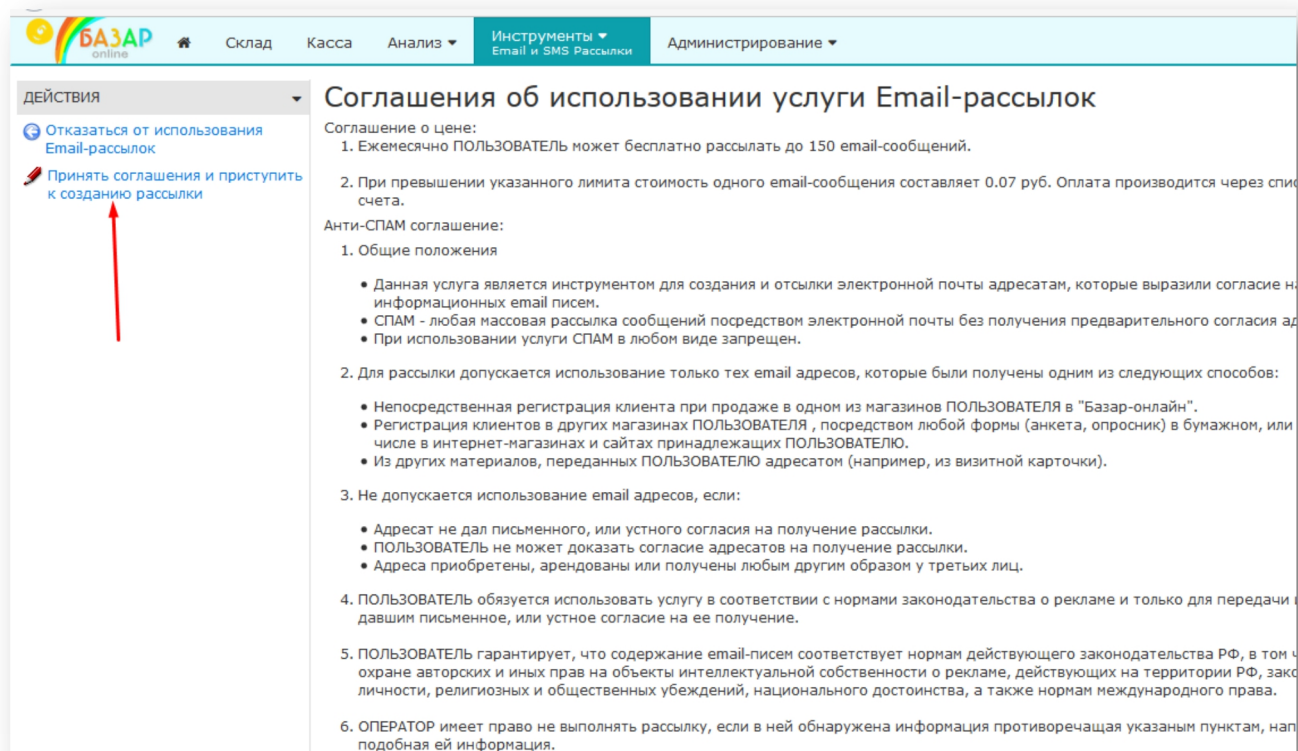 БАЗАР
online
Склад
Касса
Анализ
Инструменты
Email и SMS Рассылки
Администрирование
ДЕЙСТВИЯ
Отказаться от использования
Email-рассылок
Принять соглашения и приступить
к созданию рассылки
Соглашения об использовании услуги Email-рассылок
Соглашение о цене:
1. Ежемесячно ПОЛЬЗОВАТЕЛЬ может бесплатно рассылать до 150 email-сообщений.
2. При превышении указанного лимита стоимость одного email-сообщения составляет 0.07 руб. Оплата производится через
счета.
Анти-СПАМ соглашение:
1. Общие положения
• Данная услуга является инструментом для создания и отсылки электронной почты адресатам, которые выразили согласие
информационных email писем.
• СПАМ - любая массовая рассылка сообщений посредством электронной почты без получения предварительного согласия
• При использовании услуги СПАМ в любом виде запрещен.
2. Для рассылки допускается использование только тех email адресов, которые были получены одним из следующих способов:
• Непосредственная регистрация клиента при продаже в одном из магазинов ПОЛЬЗОВАТЕЛЯ в "Базар-онлайн".
• Регистрация клиентов в других магазинах ПОЛЬЗОВАТЕЛЯ , посредством любой формы (анкета, опросник) в бумажном, или
числе в интернет-магазинах и сайтах принадлежащих ПОЛЬЗОВАТЕЛЮ.
• Из других материалов, переданных ПОЛЬЗОВАТЕЛЮ адресатом (например, из визитной карточки).
3. Не допускается использование email адресов, если:
• Адресат не дал письменного, или устного согласия на получение рассылки.
• ПОЛЬЗОВАТЕЛЬ не может доказать согласие адресатов на получение рассылки.
• Адреса приобретены, арендованы или получены любым другим образом у третьих лиц.
4. ПОЛЬЗОВАТЕЛЬ обязуется использовать услугу в соответствии с нормами законодательства о рекламе и только для передачи
давшим письменное, или устное согласие на ее получение.
5. ПОЛЬЗОВАТЕЛЬ гарантирует, что содержание email-писем соответствует нормам действующего законодательства РФ, в том
охране авторских и иных прав на объекты интеллектуальной собственности о рекламе, действующих на территории РФ,
личности, религиозных и общественных убеждений, национального достоинства, а также нормам международного права.
6. ОПЕРАТОР имеет право не выполнять рассылку, если в ней обнаружена информация противоречащая указаным пунктам,
подобная ей информация.